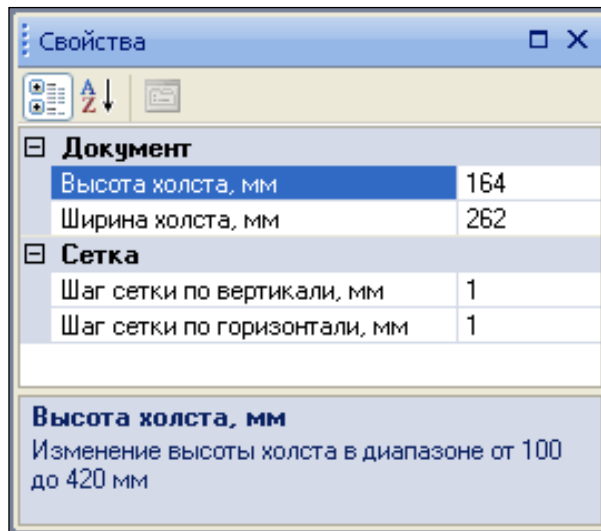 Свойства
Документ
Высота холста, мм 164
Ширина холста, мм 262
Сетка
Шаг сетки по вертикали, мм 1
Шаг сетки по горизонтали, мм 1
Высота холста, мм
Изменение высоты холста в диапазоне от 100
до 420 мм